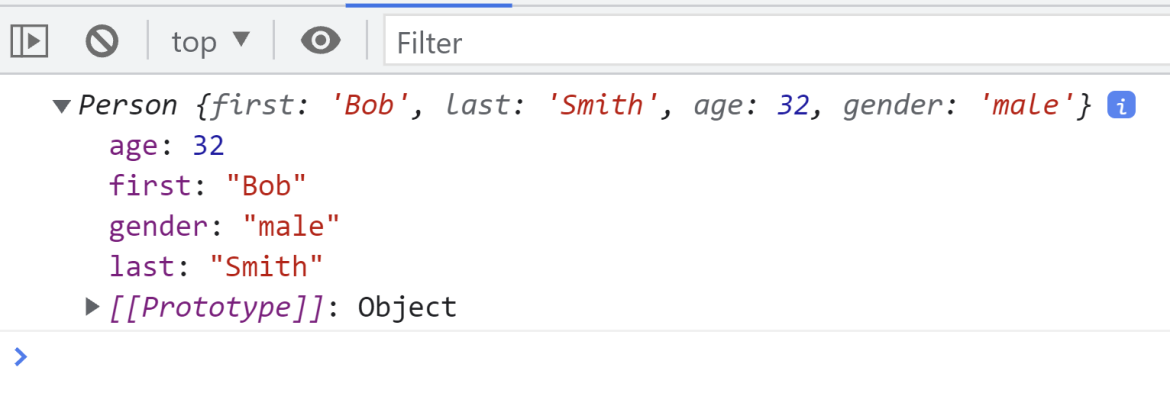 top Filter
Person {first: 'Bob', last: 'Smith', age: 32, gender: 'male'} i
age: 32
first: "Bob"
gender: "male"
last: "Smith"
[[Prototype]]: Object